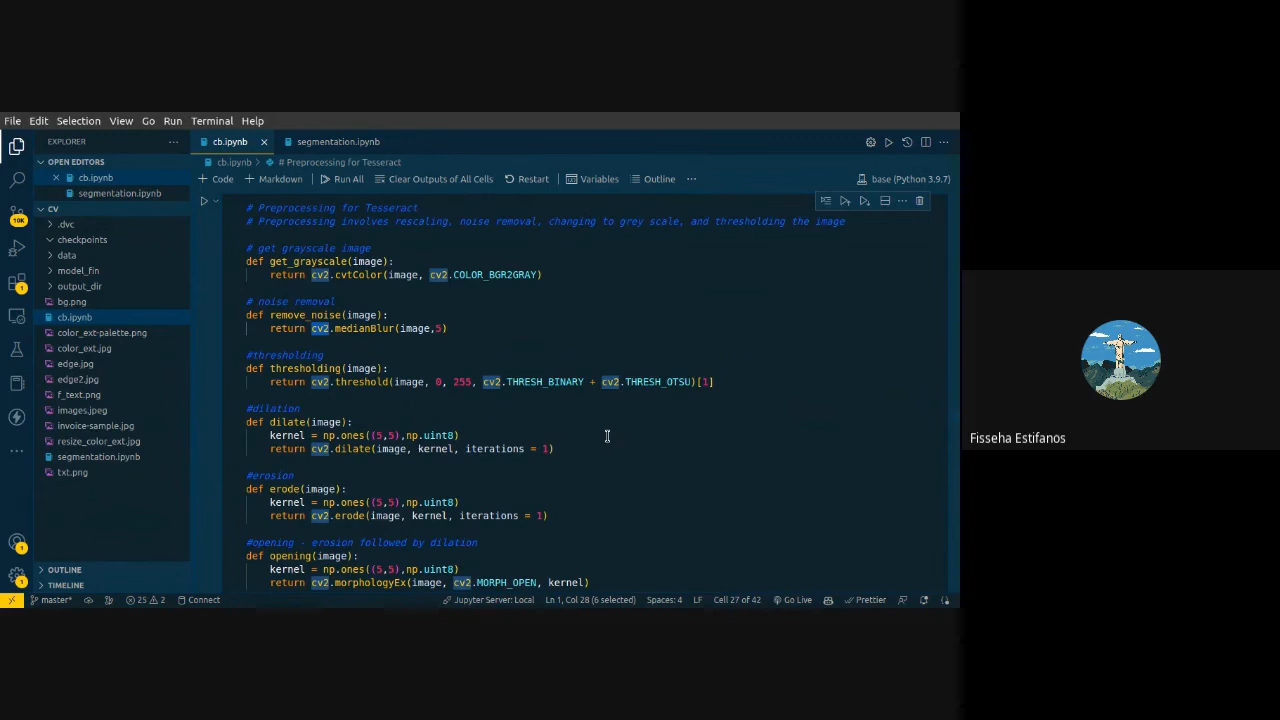 File Edit Selection View Go Run Terminal Help
EXPLORER
OPEN EDITORS
cb.ipynb
segmentation.ipynb
CV
.dvc
checkpoints
data
model_fin
output_dir
bg.png
cb.ipynb
color_ext-palette.png
color_ext.jpg
edge.jpg
edge2.jpg
f_text.png
images.jpeg
invoice-sample.jpg
resize_color_ext.jpg
segmentation.ipynb
txt.png
OUTLINE
TIMELINE
10K
1
1
1
cb.ipynb segmentation.ipynb
cb.ipynb > # Preprocessing for Tesseract
+ Code + Markdown Run All Clear Outputs of All Cells Restart Variables Outline ... base (Python 3.9.7)
# Preprocessing for Tesseract
# Preprocessing involves rescaling, noise removal, changing to grey scale, and thresholding the image
# get grayscale image
def get_grayscale(image):
return cv2.cvtColor(image, cv2.COLOR_BGR2GRAY)
# noise removal
def remove_noise(image):
return cv2.medianBlur(image,5)
#thresholding
def thresholding(image):
return cv2.threshold(image, 0, 255, cv2.THRESH_BINARY + cv2.THRESH_OTSU)[1]
#dilation
def dilate(image):
kernel = np.ones((5,5),np.uint8)
return cv2.dilate(image, kernel, iterations = 1)
#erosion
def erode(image):
kernel = np.ones((5,5),np.uint8)
return cv2.erode(image, kernel, iterations = 1)
#opening - erosion followed by dilation
def opening(image):
kernel = np.ones((5,5),np.uint8)
return cv2.morphologyEx(image, cv2.MORPH_OPEN, kernel)
master* 25 2 Connect Jupyter Server: Local Ln 1, Col 28 (6 selected) Spaces: 4 LF Cell 27 of 42 Go Live Prettier
Fisseha Estifanos